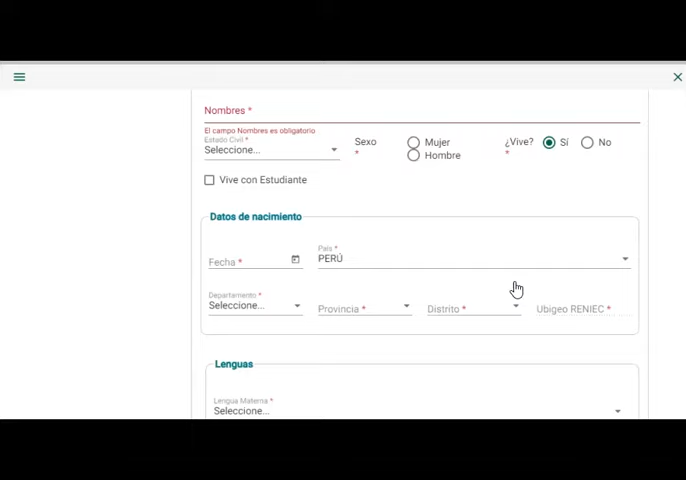 Nombres *
El campo Nombres es obligatorio
Estado Civil *
Seleccione...
Sexo *
Mujer
Hombre
¿Vive? *
Sí
No
Vive con Estudiante
Datos de nacimiento
Fecha *
País *
PERÚ
Departamento *
Seleccione...
Provincia *
Distrito *
Ubigeo RENIEC *
Lenguas
Lengua Materna *
Seleccione...